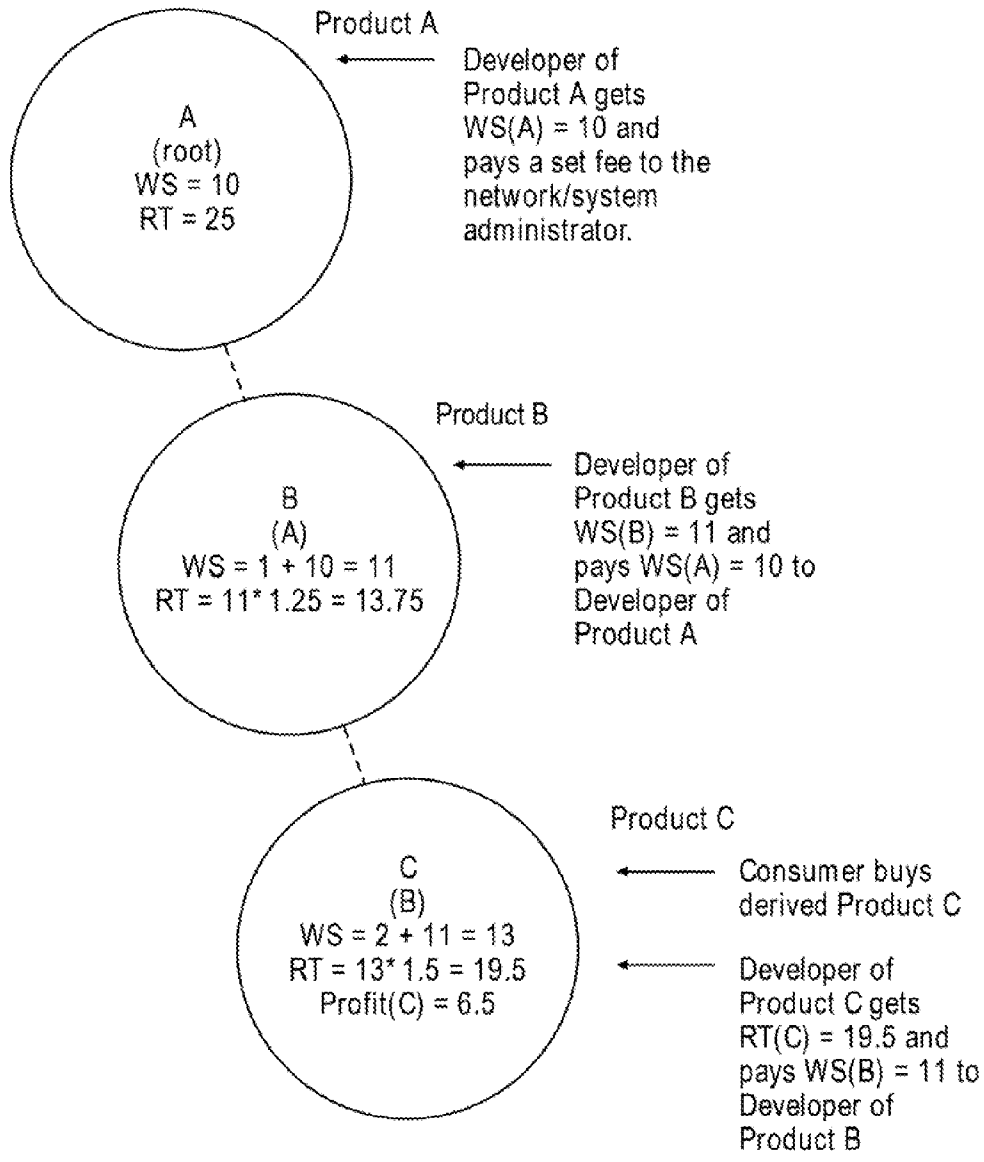 Product A
A
(root)
WS = 10
RT = 25
Developer of
Product A gets
WS(A) = 10 and
pays a set fee to the
network/system
administrator.
Product B
B
(A)
WS = 1 + 10 = 11
RT = 11* 1.25 = 13.75
Developer of
Product B gets
WS(B) = 11 and
pays WS(A) = 10 to
Developer of
Product A
Product C
C
(B)
WS = 2 + 11 = 13
RT = 13* 1.5 = 19.5
Profit(C) = 6.5
Consumer buys
derived Product C
Developer of
Product C gets
RT(C) = 19.5 and
pays WS(B) = 11 to
Developer of
Product B